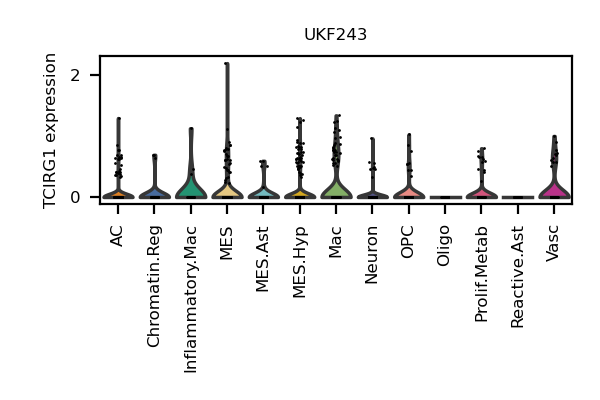 UKF243
TCIRG1 expression
2
0
AC
Chromatin.Reg
Inflammatory.Mac
MES
MES.Ast
MES.Hyp
Mac
Neuron
OPC
Oligo
Prolif.Metab
Reactive.Ast
Vasc